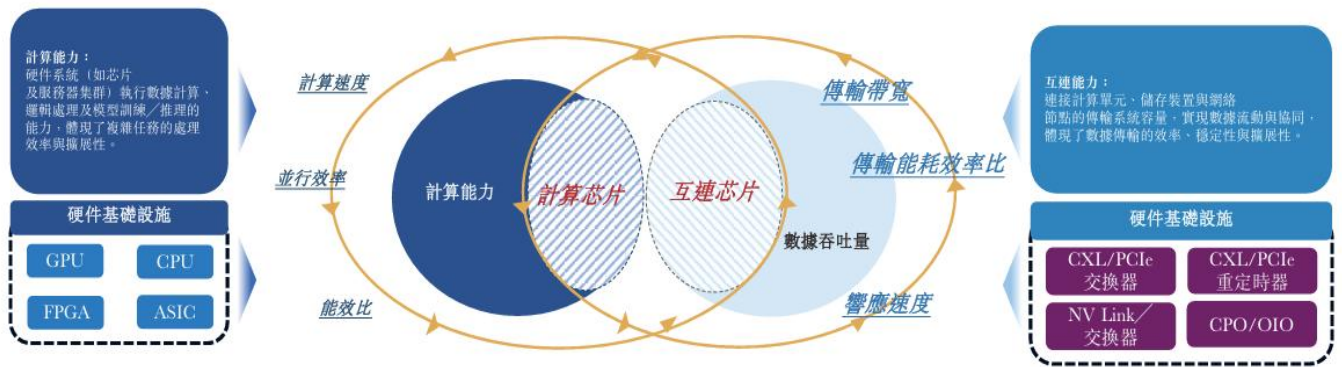 計算能力：
硬件系統（如芯片
及服務器集群）執行數據計算、
邏輯處理及模型訓練／推理的
能力，體現了複雜任務的處理
效率與擴展性。
硬件基礎設施
GPU
CPU
FPGA
ASIC
計算速度
並行效率
能效比
計算能力
計算芯片
互連芯片
傳輸帶寬
傳輸能耗效率比
數據吞吐量
響應速度
互連能力：
連接計算單元、儲存裝置與網絡
節點的傳輸系統容量，實現數據流動與協同，
體現了數據傳輸的效率、穩定性與擴展性。
硬件基礎設施
CXL/PCIe
交換器
CXL/PCIe
重定時器
NV Link／
交換器
CPO/OIO